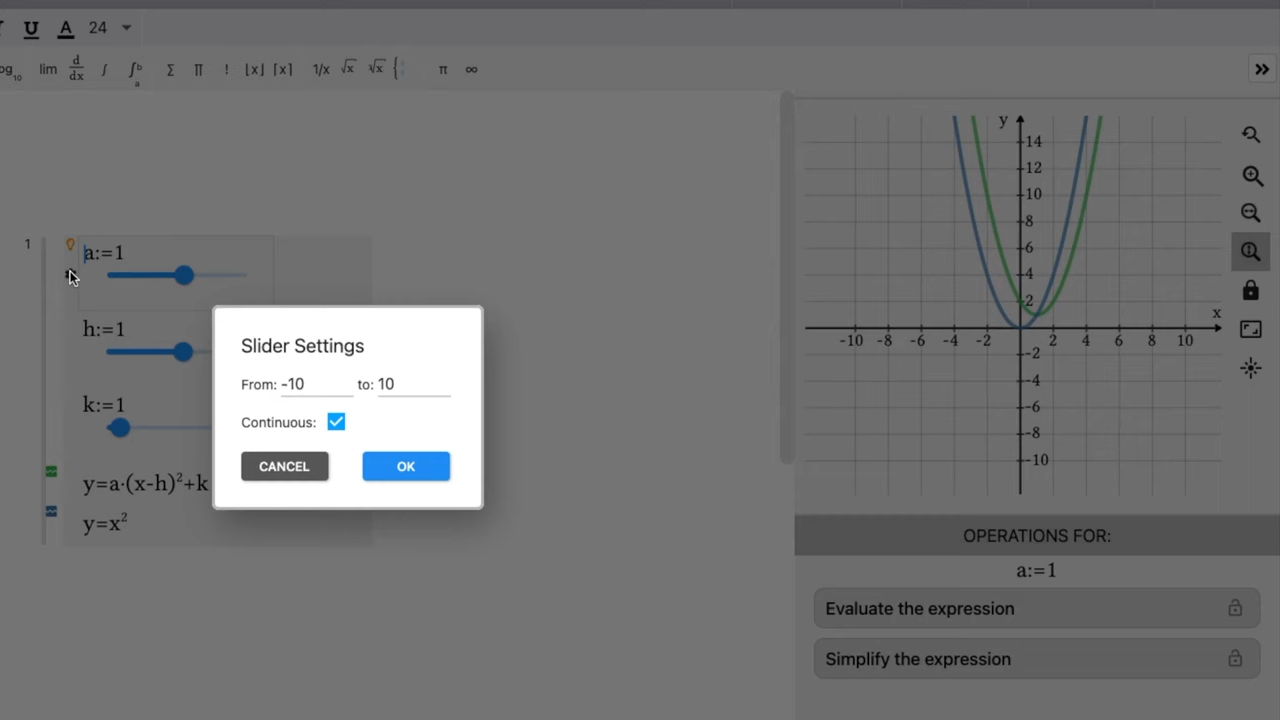 U A 24
og10 lim d/dx ∫ ∫ab Σ ∏ ! ⌊x⌋ ⌈x⌉ 1/x √x ∛x { π ∞
1
a:=1
h:=1
k:=1
y=a·(x-h)²+k
y=x²
Slider Settings
From: -10 to: 10
Continuous:
CANCEL OK
y
14
12
10
8
6
4
2
x
-10 -8 -6 -4 -2 2 4 6 8 10
-2
-4
-6
-8
-10
OPERATIONS FOR:
a:=1
Evaluate the expression
Simplify the expression